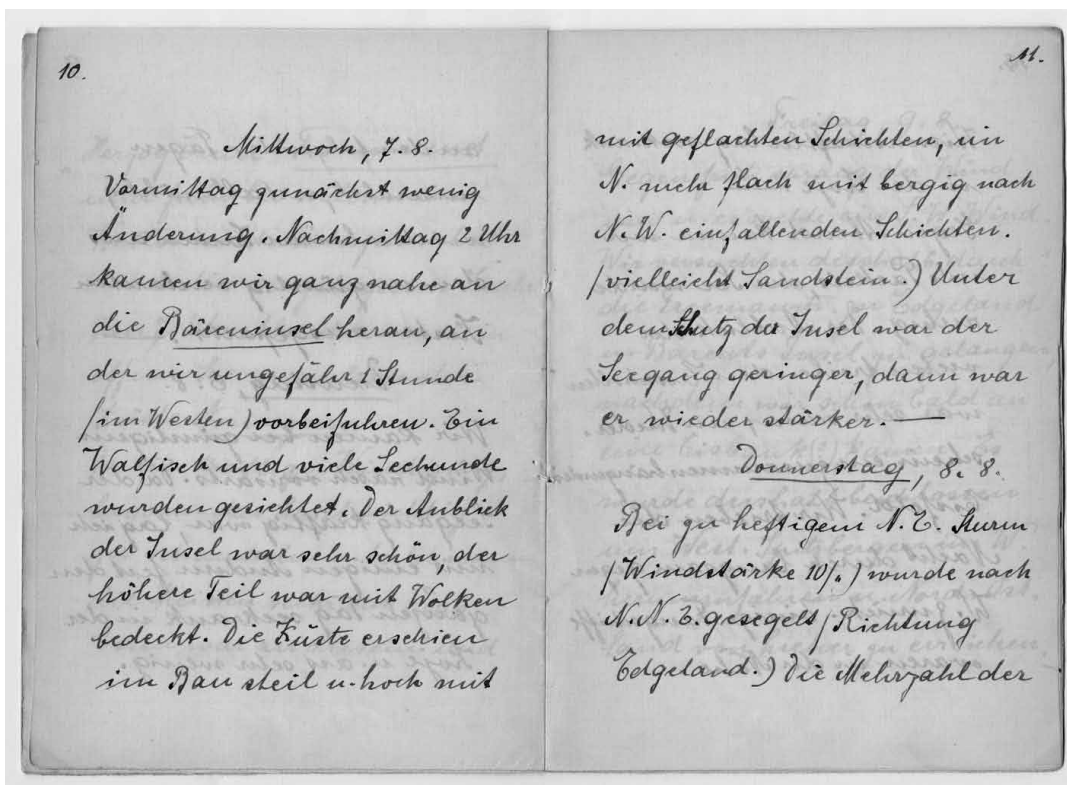 10.
Mittwoch, 7. 8.
Vormittag zunächst wenig
Änderung. Nachmittag 2 Uhr
kamen wir ganz nahe an
die Bäreninsel heran, an
der wir ungefähr 1 Stunde
(im Westen) vorbeifuhren. Ein
Walfisch und viele Seehunde
wurden gesichtet. Der Anblick
der Insel war sehr schön, der
höhere Teil war mit Wolken
bedeckt. Die Küste erschien
im Bau steil u. hoch mit
11.
mit geflachten Schichten, im
N. mehr flach mit bergig nach
N.W. einfallenden Schichten.
(vielleicht Sandstein.) Unter
dem Schutz der Insel war der
Seegang geringer, dann war
er wieder stärker. —
Donnerstag, 8. 8.
Bei zu heftigem N.E. Sturm
(Windstärke 10/.) wurde nach
N.N.E. gesegelt (Richtung
Edgeland.) Die Mehrzahl der